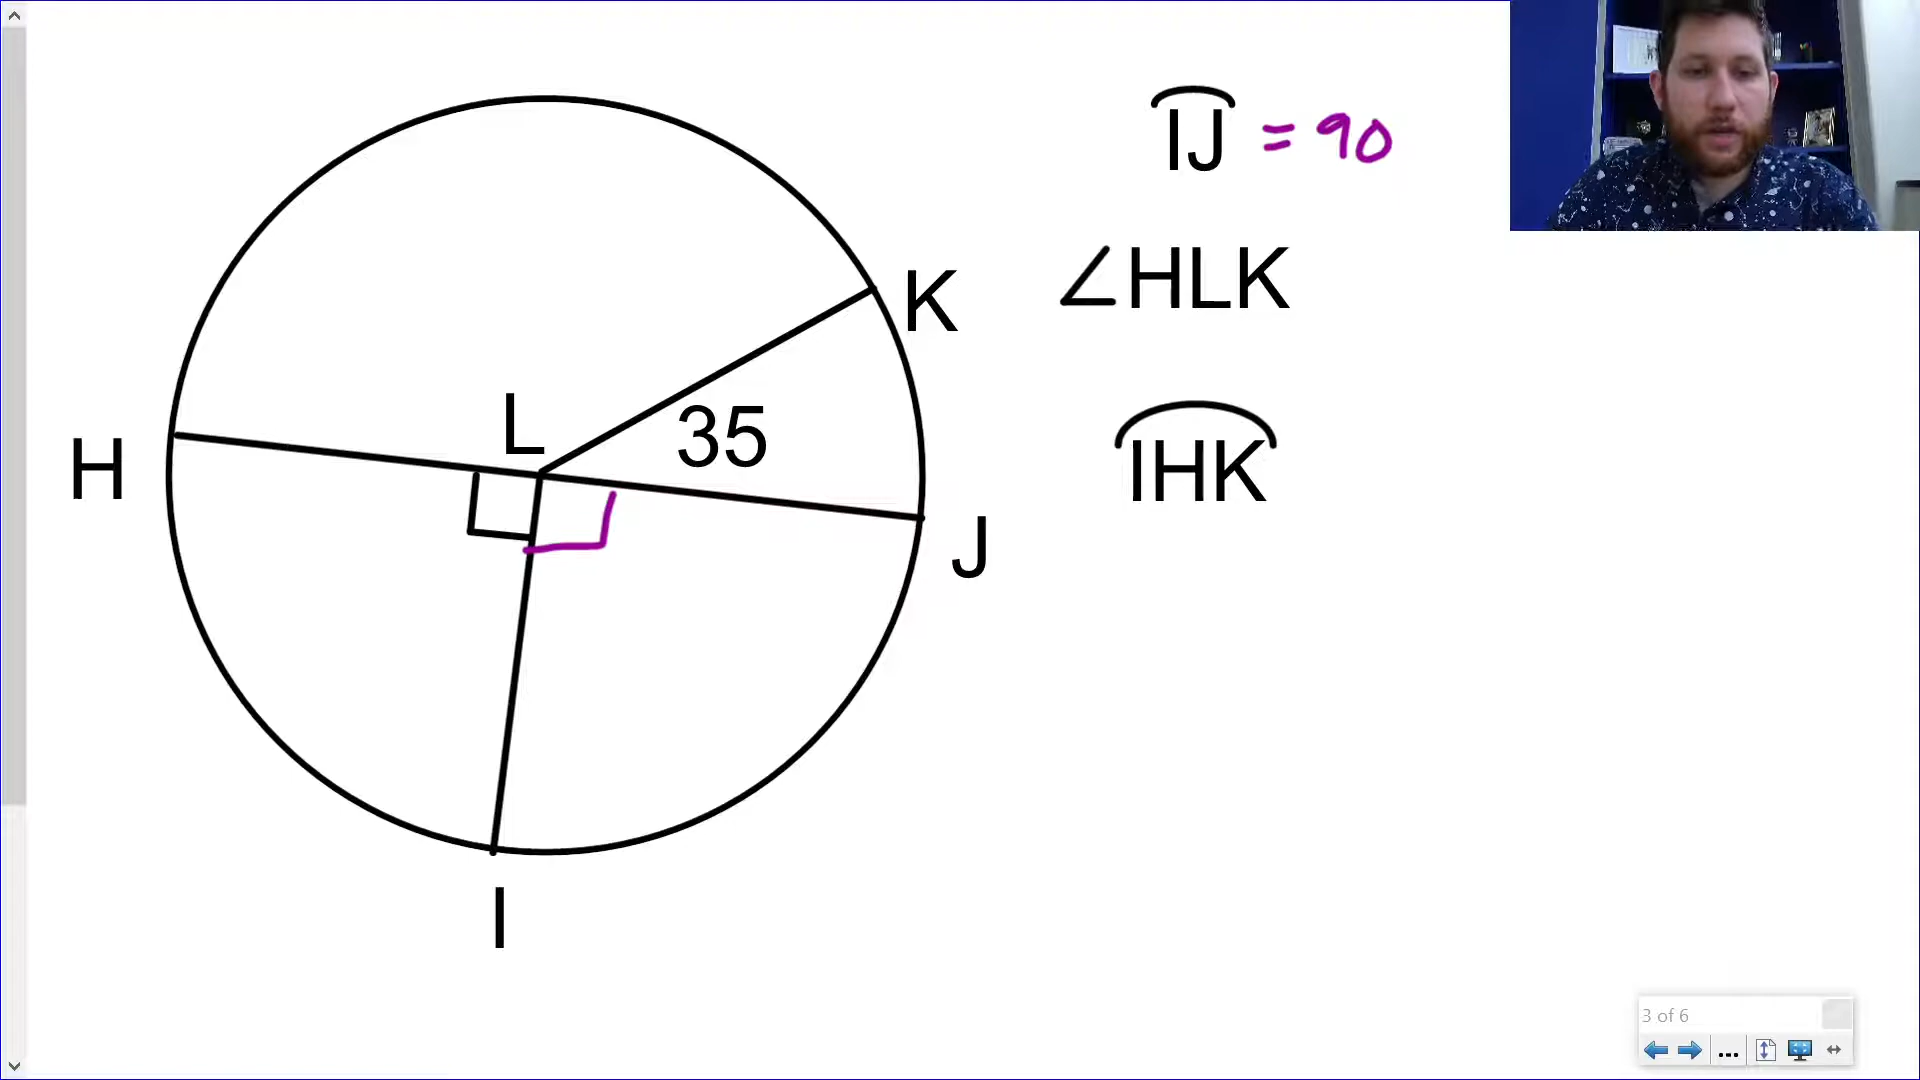 IJ = 90
K
∠HLK
L
35
H
IHK
J
I
3 of 6
...